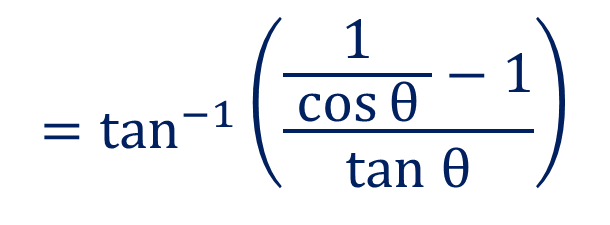 = tan⁻¹ ( ( 1 / cos θ − 1 ) / tan θ )